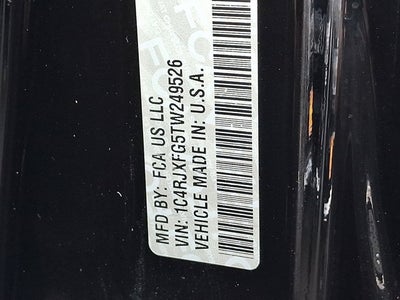 MFD BY: FCA US LLC
VIN: 1C4RJXFG5TW249526
VEHICLE MADE IN: U.S.A.